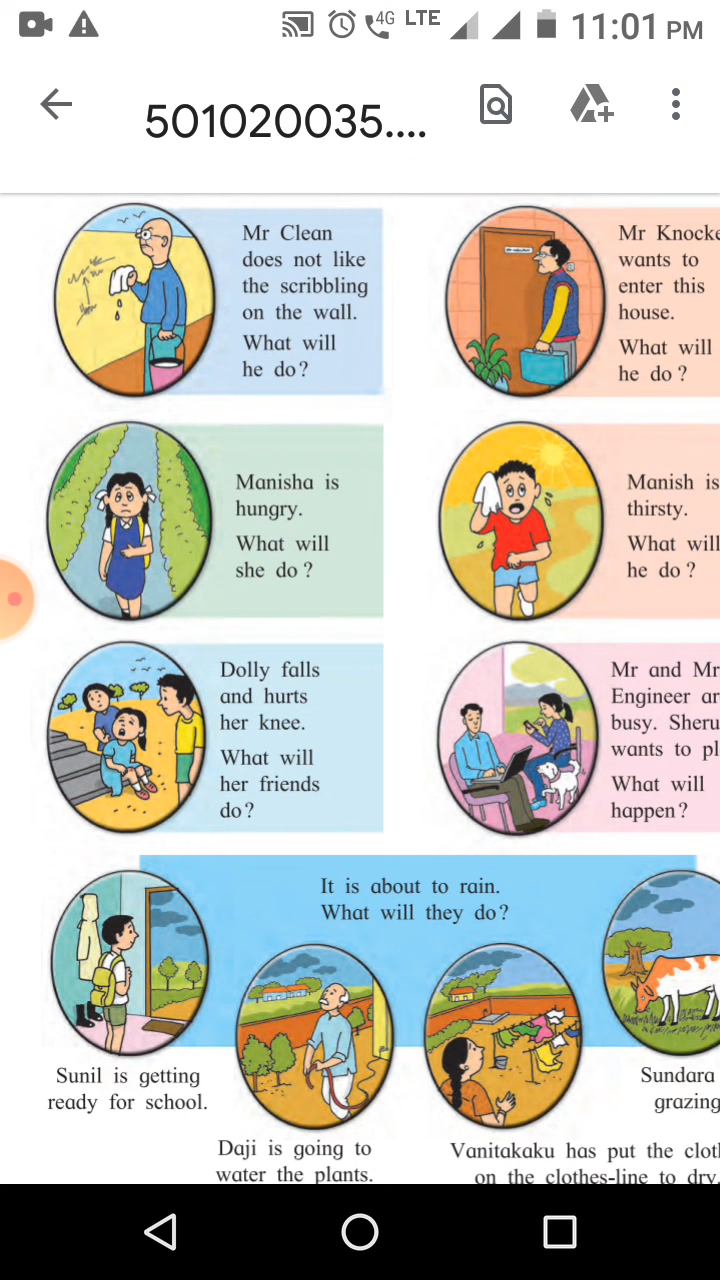 4G LTE 11:01 PM
501020035....
Mr Clean
does not like
the scribbling
on the wall.
What will
he do?
Mr Knocke
wants to
enter this
house.
What will
he do ?
Manisha is
hungry.
What will
she do ?
Manish is
thirsty.
What will
he do ?
Dolly falls
and hurts
her knee.
What will
her friends
do?
Mr and Mr
Engineer ar
busy. Sheru
wants to pl
What will
happen?
It is about to rain.
What will they do?
Sunil is getting
ready for school.
Daji is going to
water the plants.
Vanitakaku has put the clot
on the clothes-line to dry.
Sundara
grazing